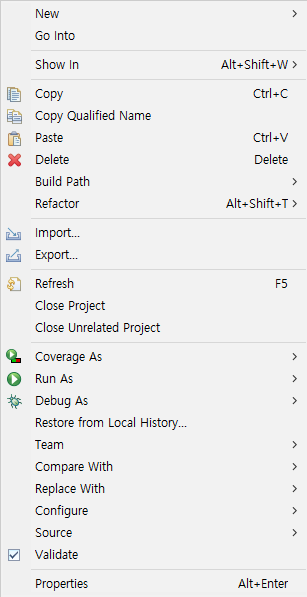 New
Go Into
Show In Alt+Shift+W
Copy Ctrl+C
Copy Qualified Name
Paste Ctrl+V
Delete Delete
Build Path
Refactor Alt+Shift+T
Import...
Export...
Refresh F5
Close Project
Close Unrelated Project
Coverage As
Run As
Debug As
Restore from Local History...
Team
Compare With
Replace With
Configure
Source
Validate
Properties Alt+Enter